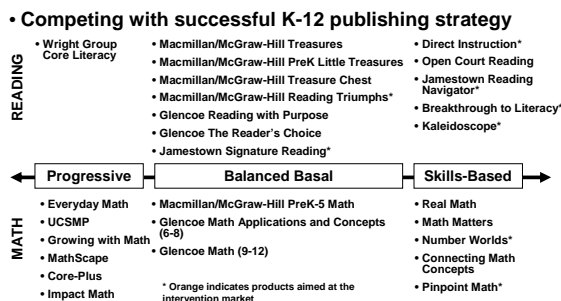 • Competing with successful K-12 publishing strategy
READING
• Wright Group
Core Literacy
• Macmillan/McGraw-Hill Treasures
• Macmillan/McGraw-Hill PreK Little Treasures
• Macmillan/McGraw-Hill Treasure Chest
• Macmillan/McGraw-Hill Reading Triumphs*
• Glencoe Reading with Purpose
• Glencoe The Reader's Choice
• Jamestown Signature Reading*
• Direct Instruction*
• Open Court Reading
• Jamestown Reading
Navigator*
• Breakthrough to Literacy*
• Kaleidoscope*
Progressive
Balanced Basal
Skills-Based
MATH
• Everyday Math
• UCSMP
• Growing with Math
• MathScape
• Core-Plus
• Impact Math
• Macmillan/McGraw-Hill PreK-5 Math
• Glencoe Math Applications and Concepts
(6-8)
• Glencoe Math (9-12)
* Orange indicates products aimed at the
intervention market
• Real Math
• Math Matters
• Number Worlds*
• Connecting Math
Concepts
• Pinpoint Math*